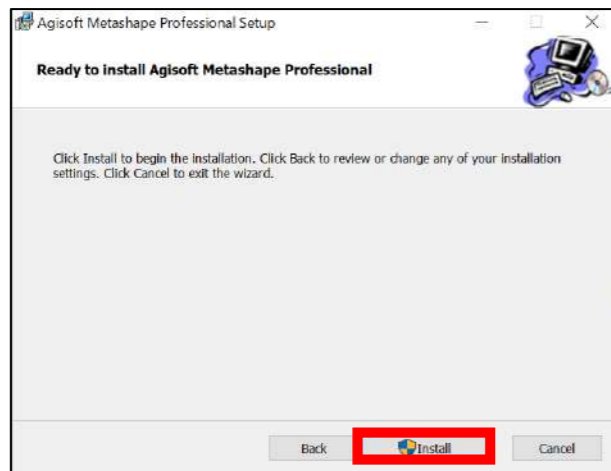 Agisoft Metashape Professional Setup
Ready to install Agisoft Metashape Professional
Click Install to begin the installation. Click Back to review or change any of your installation
settings. Click Cancel to exit the wizard.
Back
Install
Cancel